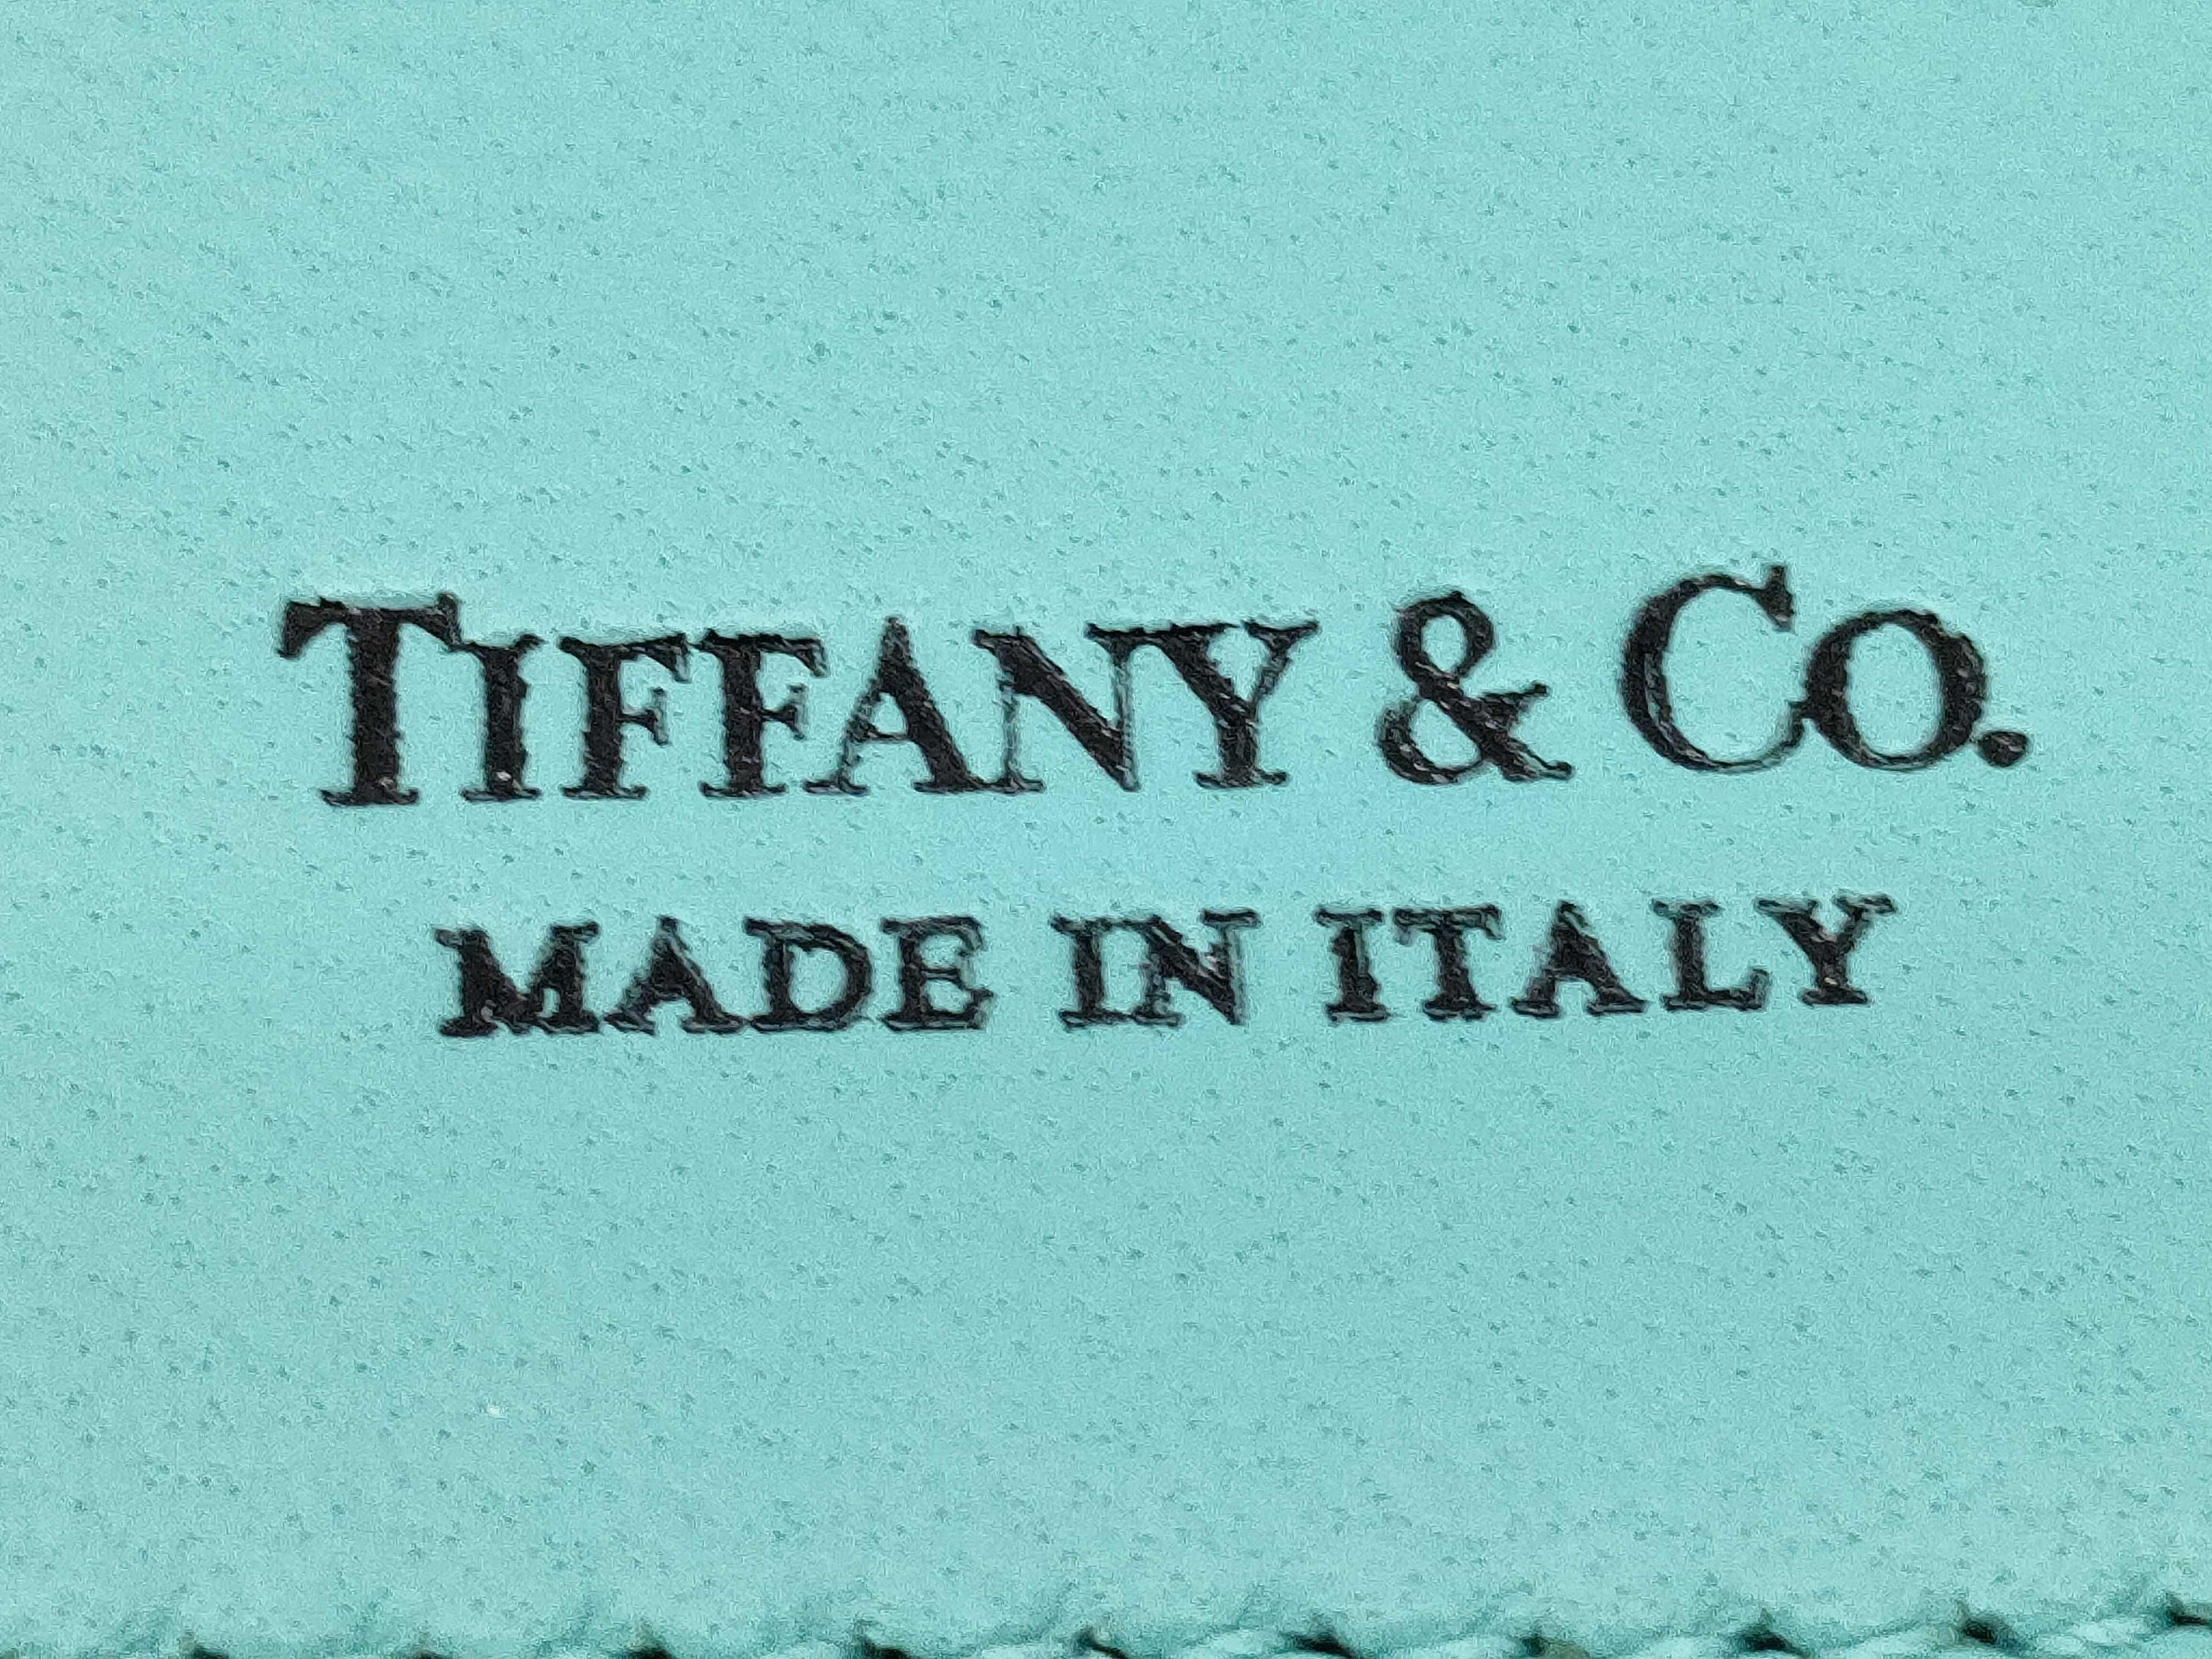 TIFFANY & CO.
MADE IN ITALY